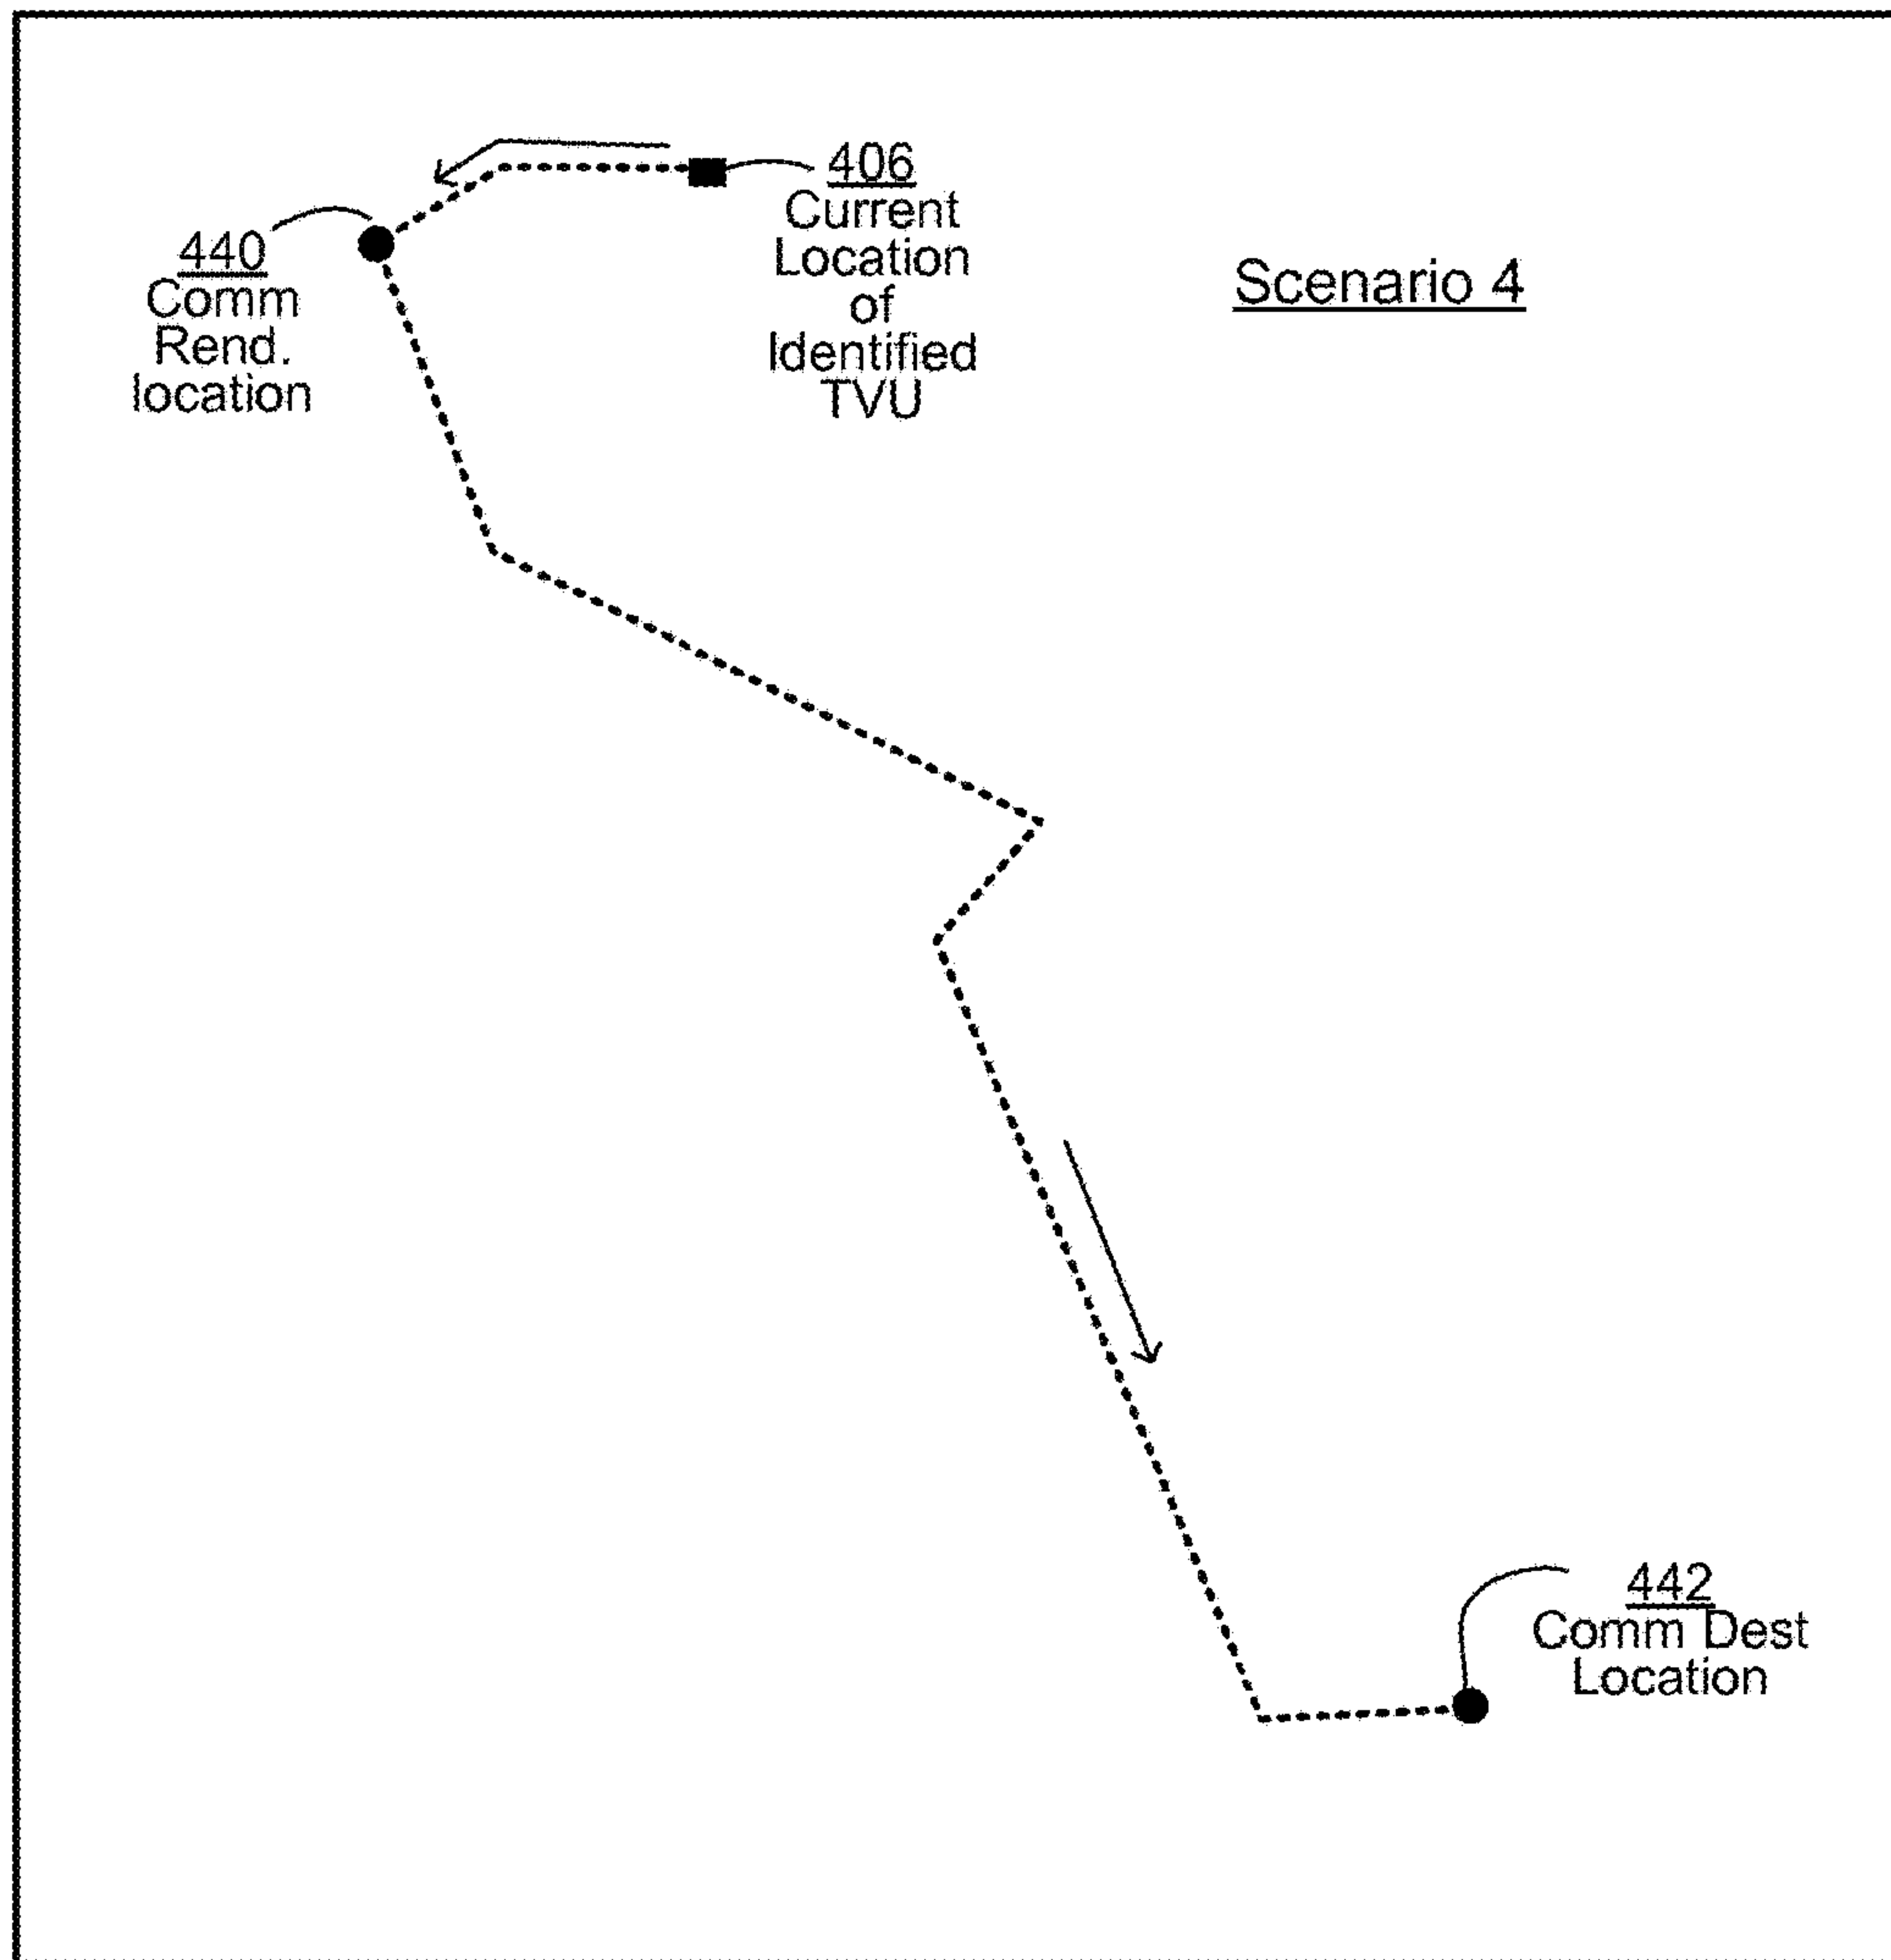 406
Current
Location
of
Identified
TVU
440
Comm
Rend.
location
Scenario 4
442
Comm Dest
Location